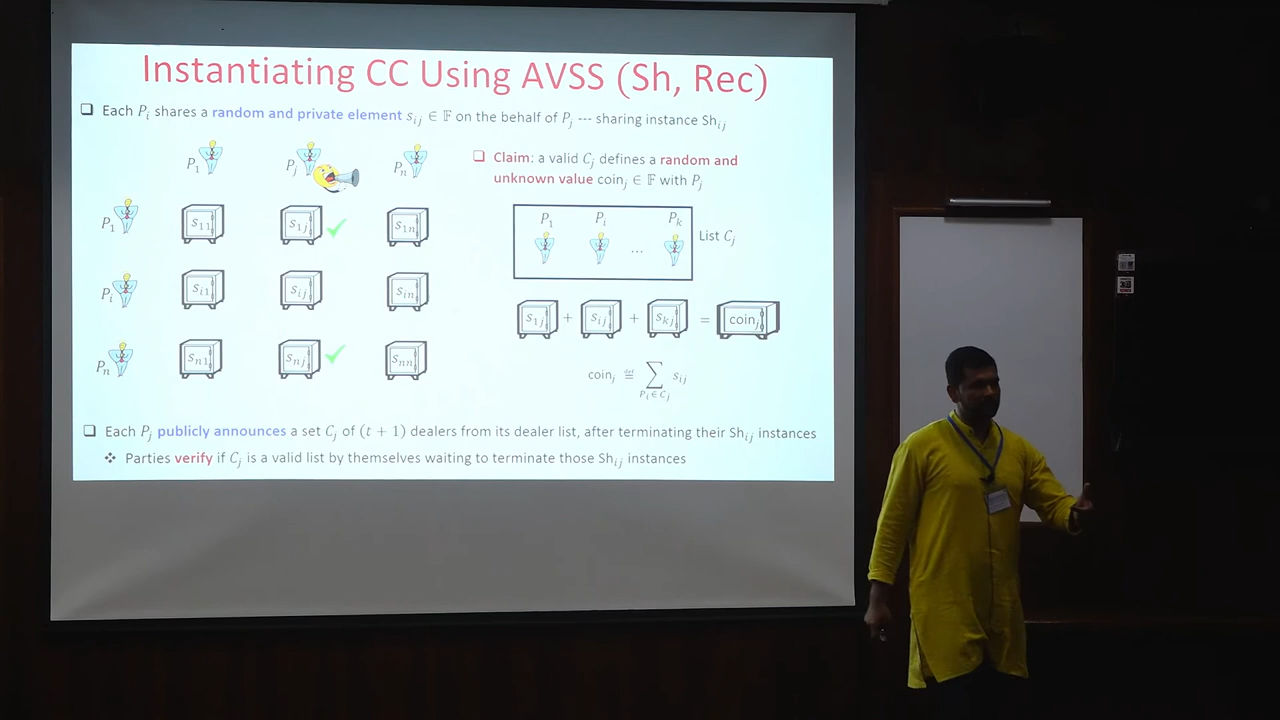 Instantiating CC Using AVSS (Sh, Rec)
❑ Each P_i shares a random and private element s_ij ∈ 𝔽 on the behalf of P_j --- sharing instance Sh_ij
P_1 P_j P_n
P_1 s_11 s_1j s_1n
P_i s_i1 s_ij s_in
P_n s_n1 s_nj s_nn
❑ Claim: a valid C_j defines a random and
unknown value coin_j ∈ 𝔽 with P_j
P_1 P_i ... P_k List C_j
s_1j + s_ij + s_kj = coin_j
coin_j ≝ ∑_{P_i ∈ C_j} s_ij
❑ Each P_j publicly announces a set C_j of (t + 1) dealers from its dealer list, after terminating their Sh_ij instances
❖ Parties verify if C_j is a valid list by themselves waiting to terminate those Sh_ij instances